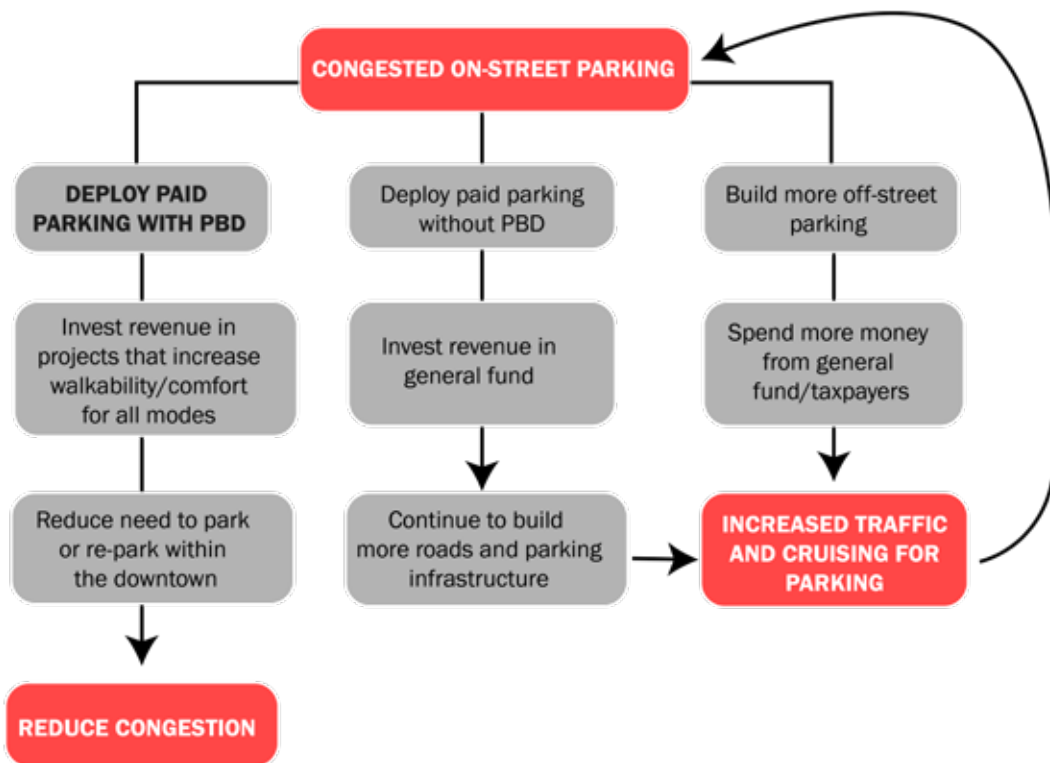 CONGESTED ON-STREET PARKING
DEPLOY PAID
PARKING WITH PBD
Deploy paid parking
without PBD
Build more off-street
parking
Invest revenue in
projects that increase
walkability/comfort
for all modes
Invest revenue in
general fund
Spend more money
from general
fund/taxpayers
Reduce need to park
or re-park within
the downtown
Continue to build
more roads and parking
infrastructure
INCREASED TRAFFIC
AND CRUISING FOR
PARKING
REDUCE CONGESTION